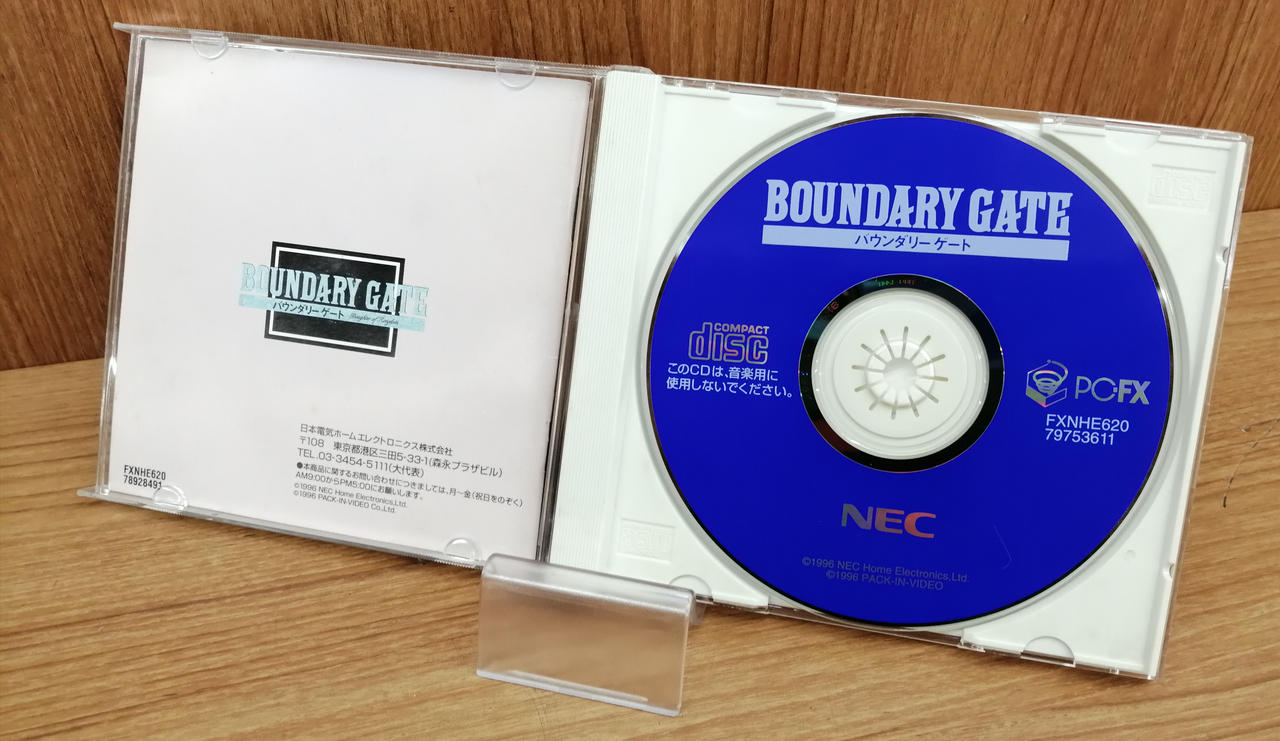 BOUNDARY GATE
バウンダリー ゲート Daughter of Kingdom
日本電気ホームエレクトロニクス株式会社
〒108 東京都港区三田5-33-1(森永プラザビル)
TEL.03-3454-5111(大代表)
●本商品に関するお問い合わせにつきましては、月〜金(祝日をのぞく)
AM9:00からPM5:00にお願いします。
©1996 NEC Home Electronics,Ltd.
©1996 PACK-IN-VIDEO Co.,Ltd.
FXNHE620
78928491
BOUNDARY GATE
バウンダリー ゲート
COMPACT
disc
このCDは、音楽用に
使用しないでください。
PC-FX
FXNHE620
79753611
NEC
©1996 NEC Home Electronics,Ltd.
©1996 PACK-IN-VIDEO
disc